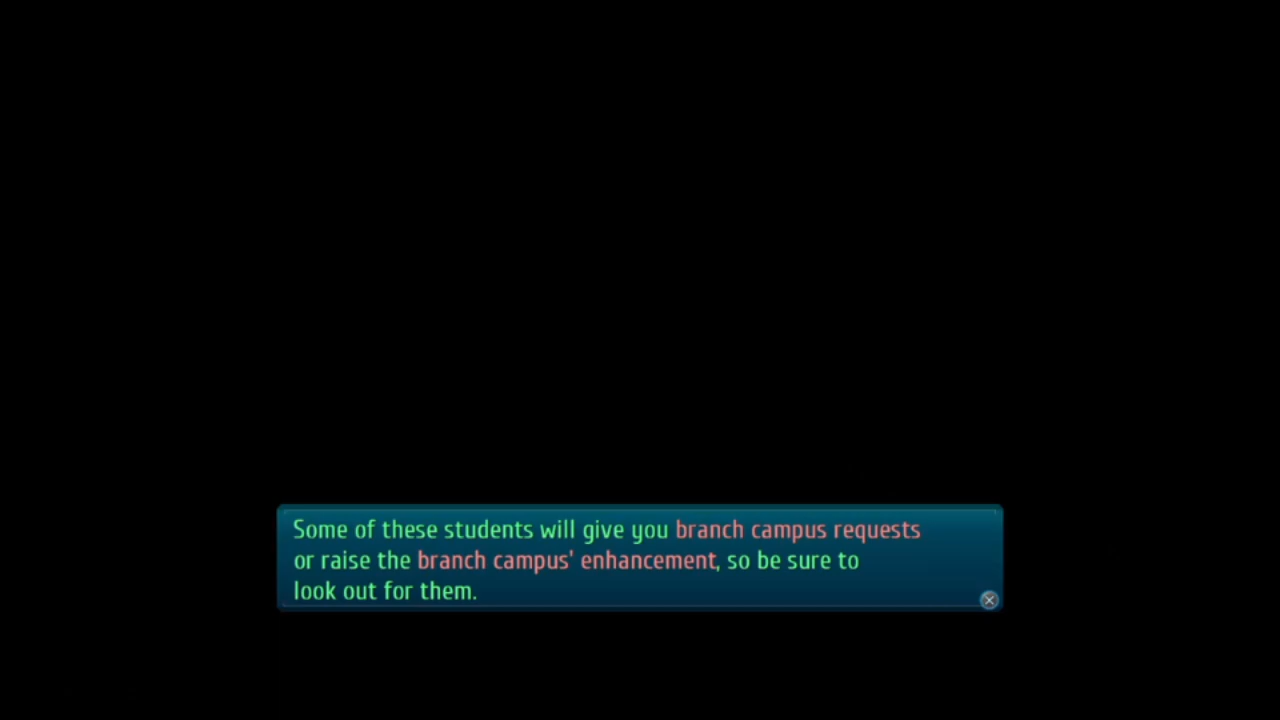 Some of these students will give you branch campus requests
or raise the branch campus' enhancement, so be sure to
look out for them.